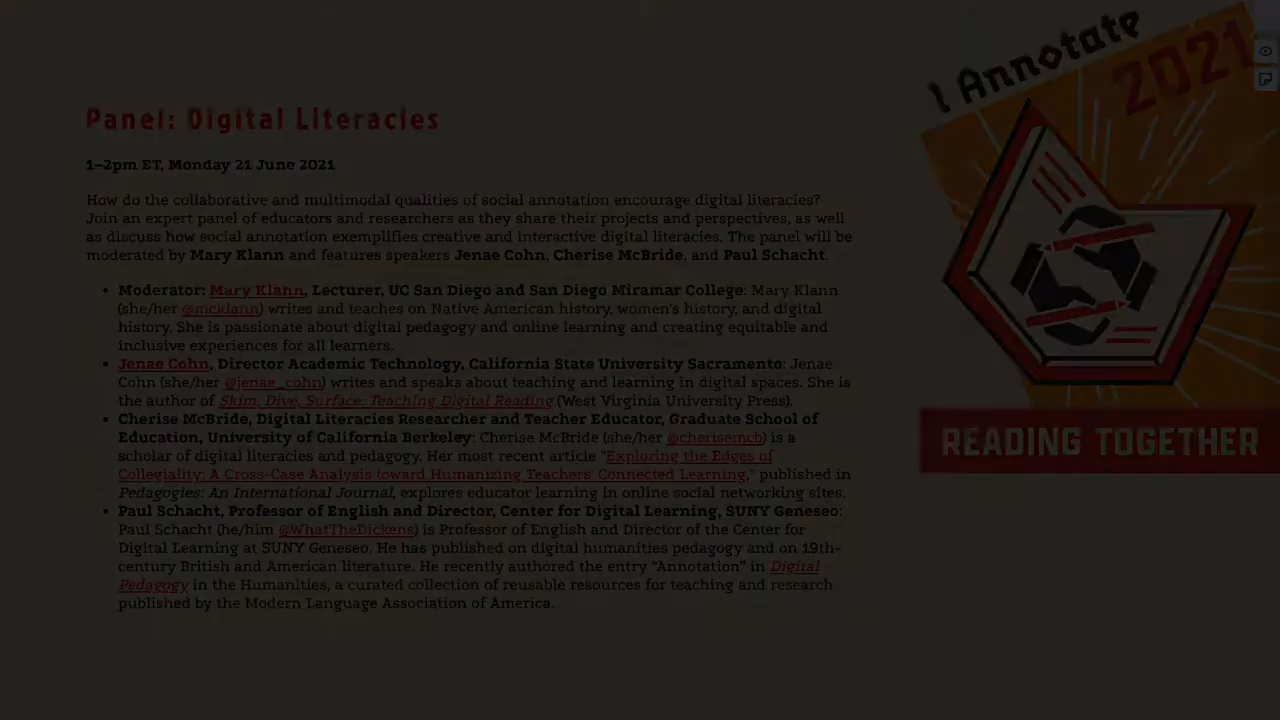 I Annotate
2021
Panel: Digital Literacies
1–2pm ET, Monday 21 June 2021
How do the collaborative and multimodal qualities of social annotation encourage digital literacies?
Join an expert panel of educators and researchers as they share their projects and perspectives, as well
as discuss how social annotation exemplifies creative and interactive digital literacies. The panel will be
moderated by Mary Klann and features speakers Jenae Cohn, Cherise McBride, and Paul Schacht.
• Moderator: Mary Klann, Lecturer, UC San Diego and San Diego Miramar College: Mary Klann
(she/her @mcklann) writes and teaches on Native American history, women's history, and digital
history. She is passionate about digital pedagogy and online learning and creating equitable and
inclusive experiences for all learners.
• Jenae Cohn, Director Academic Technology, California State University Sacramento: Jenae
Cohn (she/her @jenae_cohn) writes and speaks about teaching and learning in digital spaces. She is
the author of Skim, Dive, Surface: Teaching Digital Reading (West Virginia University Press).
• Cherise McBride, Digital Literacies Researcher and Teacher Educator, Graduate School of
Education, University of California Berkeley: Cherise McBride (she/her @cherisemcb) is a
scholar of digital literacies and pedagogy. Her most recent article "Exploring the Edges of
Collegiality: A Cross-Case Analysis toward Humanizing Teachers' Connected Learning," published in
Pedagogies: An International Journal, explores educator learning in online social networking sites.
• Paul Schacht, Professor of English and Director, Center for Digital Learning, SUNY Geneseo:
Paul Schacht (he/him @WhatTheDickens) is Professor of English and Director of the Center for
Digital Learning at SUNY Geneseo. He has published on digital humanities pedagogy and on 19th-
century British and American literature. He recently authored the entry “Annotation” in Digital
Pedagogy in the Humanities, a curated collection of reusable resources for teaching and research
published by the Modern Language Association of America.
READING TOGETHER